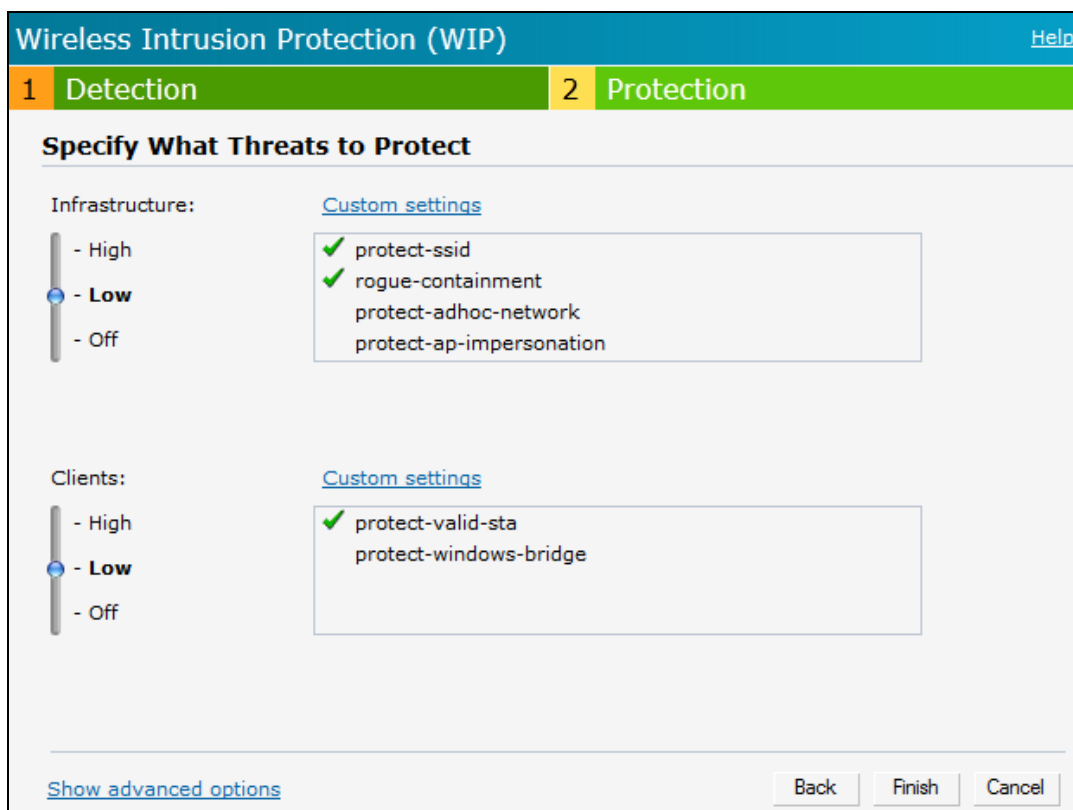 Wireless Intrusion Protection (WIP) Help
1 Detection 2 Protection
Specify What Threats to Protect
Infrastructure: Custom settings
- High
- Low
- Off
protect-ssid
rogue-containment
protect-adhoc-network
protect-ap-impersonation
Clients: Custom settings
- High
- Low
- Off
protect-valid-sta
protect-windows-bridge
Show advanced options Back Finish Cancel